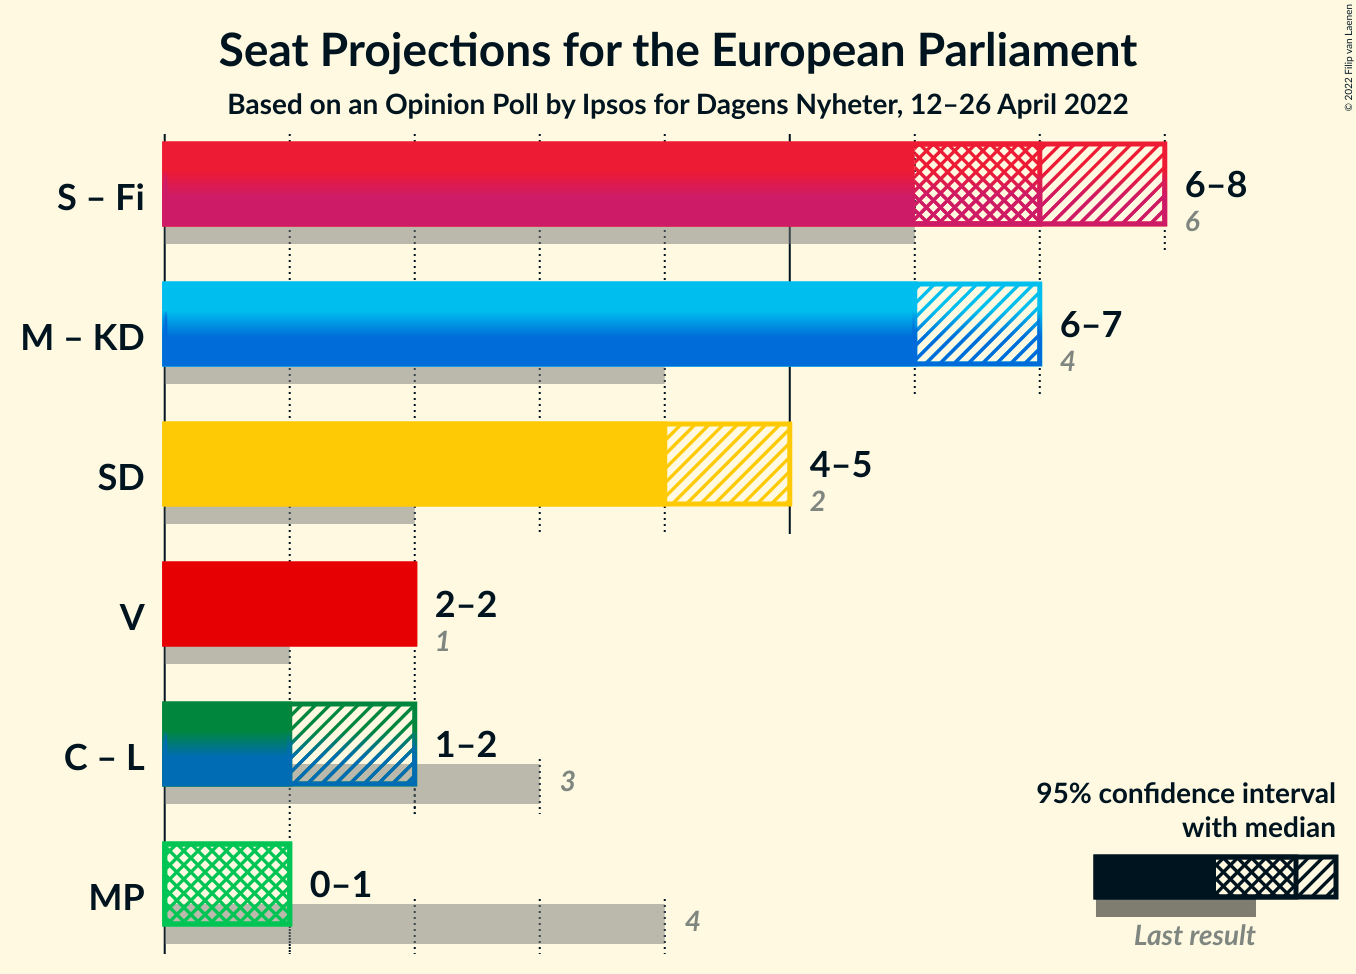 Seat Projections for the European Parliament
Based on an Opinion Poll by Ipsos for Dagens Nyheter, 12–26 April 2022
© 2022 Filip van Laenen
S – Fi
6–8
6
M – KD
6–7
4
SD
4–5
2
V
2–2
1
C – L
1–2
3
MP
0–1
4
95% confidence interval
with median
Last result